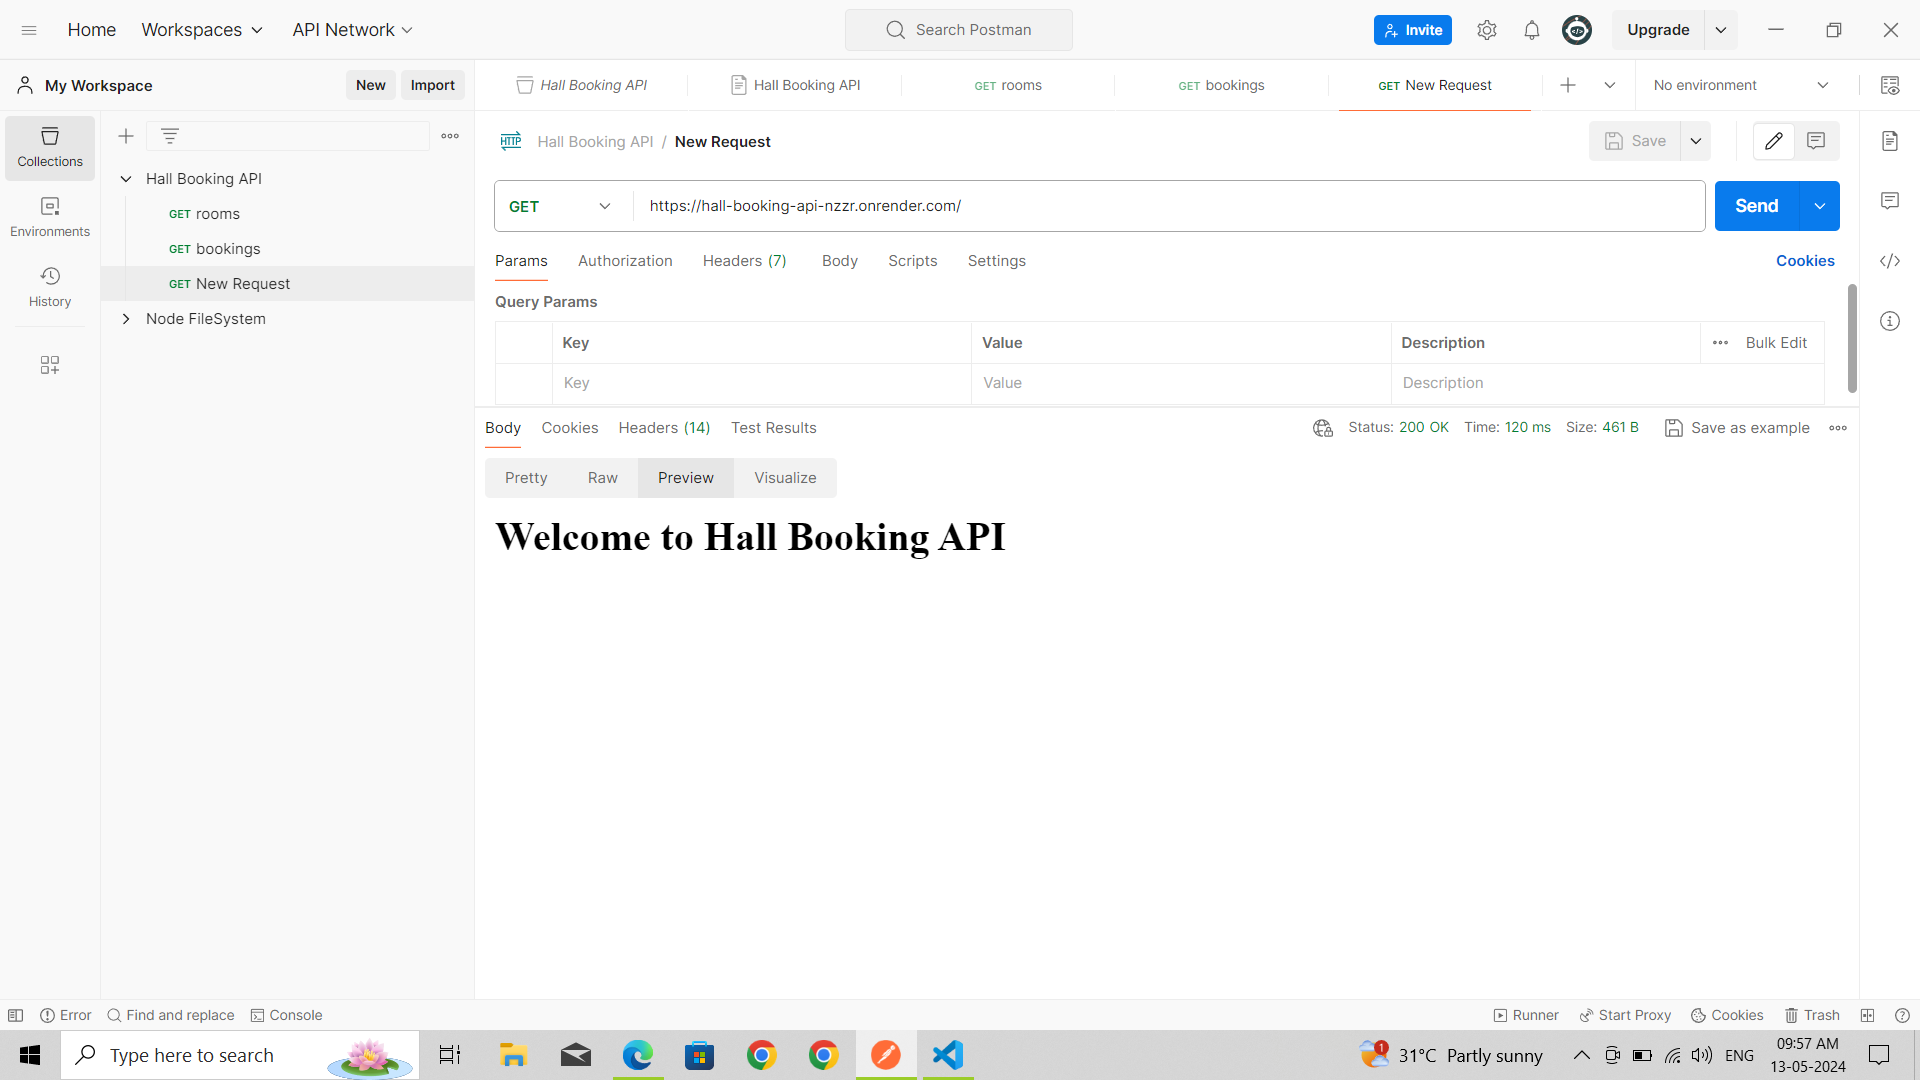 Home Workspaces API Network Search Postman Invite Upgrade
My Workspace New Import Hall Booking API Hall Booking API GET rooms GET bookings GET New Request No environment
Collections
Environments
History
Hall Booking API
GET rooms
GET bookings
GET New Request
Node FileSystem
HTTP Hall Booking API / New Request Save
GET https://hall-booking-api-nzzr.onrender.com/ Send
Params Authorization Headers (7) Body Scripts Settings Cookies
Query Params
Key Value Description Bulk Edit
Key Value Description
Body Cookies Headers (14) Test Results Status: 200 OK Time: 120 ms Size: 461 B Save as example
Pretty Raw Preview Visualize
Welcome to Hall Booking API
Error Find and replace Console Runner Start Proxy Cookies Trash
Type here to search 1 31°C Partly sunny ENG 09:57 AM
13-05-2024